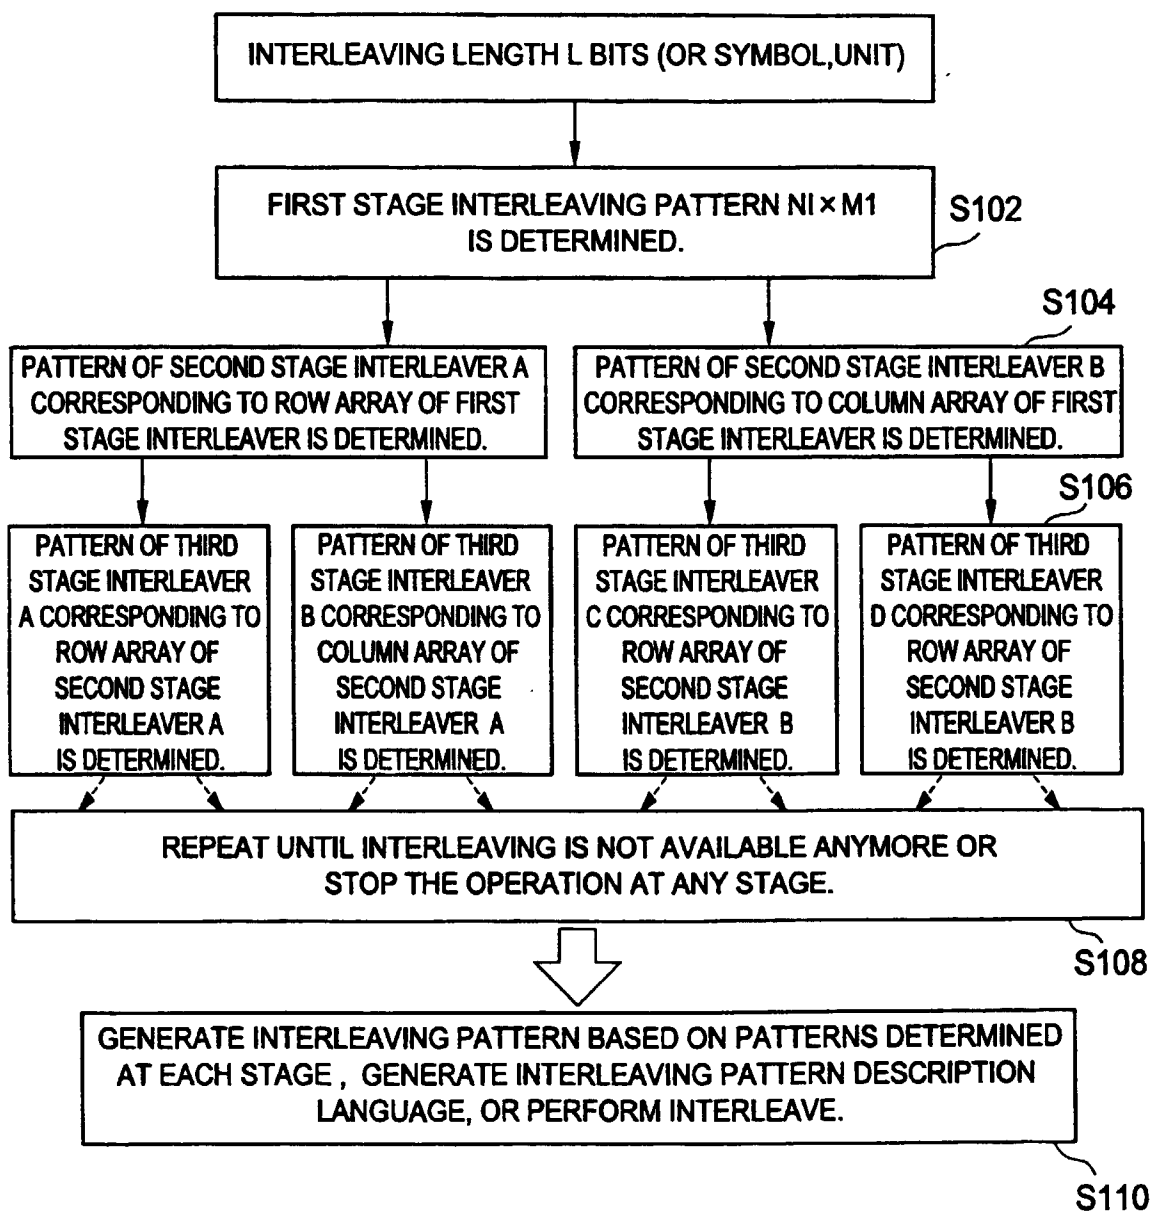 INTERLEAVING LENGTH L BITS (OR SYMBOL,UNIT)
FIRST STAGE INTERLEAVING PATTERN NI × M1
IS DETERMINED.
S102
S104
PATTERN OF SECOND STAGE INTERLEAVER A
CORRESPONDING TO ROW ARRAY OF FIRST
STAGE INTERLEAVER IS DETERMINED.
PATTERN OF SECOND STAGE INTERLEAVER B
CORRESPONDING TO COLUMN ARRAY OF FIRST
STAGE INTERLEAVER IS DETERMINED.
S106
PATTERN OF THIRD
STAGE INTERLEAVER
A CORRESPONDING TO
ROW ARRAY OF
SECOND STAGE
INTERLEAVER A
IS DETERMINED.
PATTERN OF THIRD
STAGE INTERLEAVER
B CORRESPONDING TO
COLUMN ARRAY OF
SECOND STAGE
INTERLEAVER A
IS DETERMINED.
PATTERN OF THIRD
STAGE INTERLEAVER
C CORRESPONDING TO
ROW ARRAY OF
SECOND STAGE
INTERLEAVER B
IS DETERMINED.
PATTERN OF THIRD
STAGE INTERLEAVER
D CORRESPONDING TO
ROW ARRAY OF
SECOND STAGE
INTERLEAVER B
IS DETERMINED.
REPEAT UNTIL INTERLEAVING IS NOT AVAILABLE ANYMORE OR
STOP THE OPERATION AT ANY STAGE.
S108
GENERATE INTERLEAVING PATTERN BASED ON PATTERNS DETERMINED
AT EACH STAGE , GENERATE INTERLEAVING PATTERN DESCRIPTION
LANGUAGE, OR PERFORM INTERLEAVE.
S110